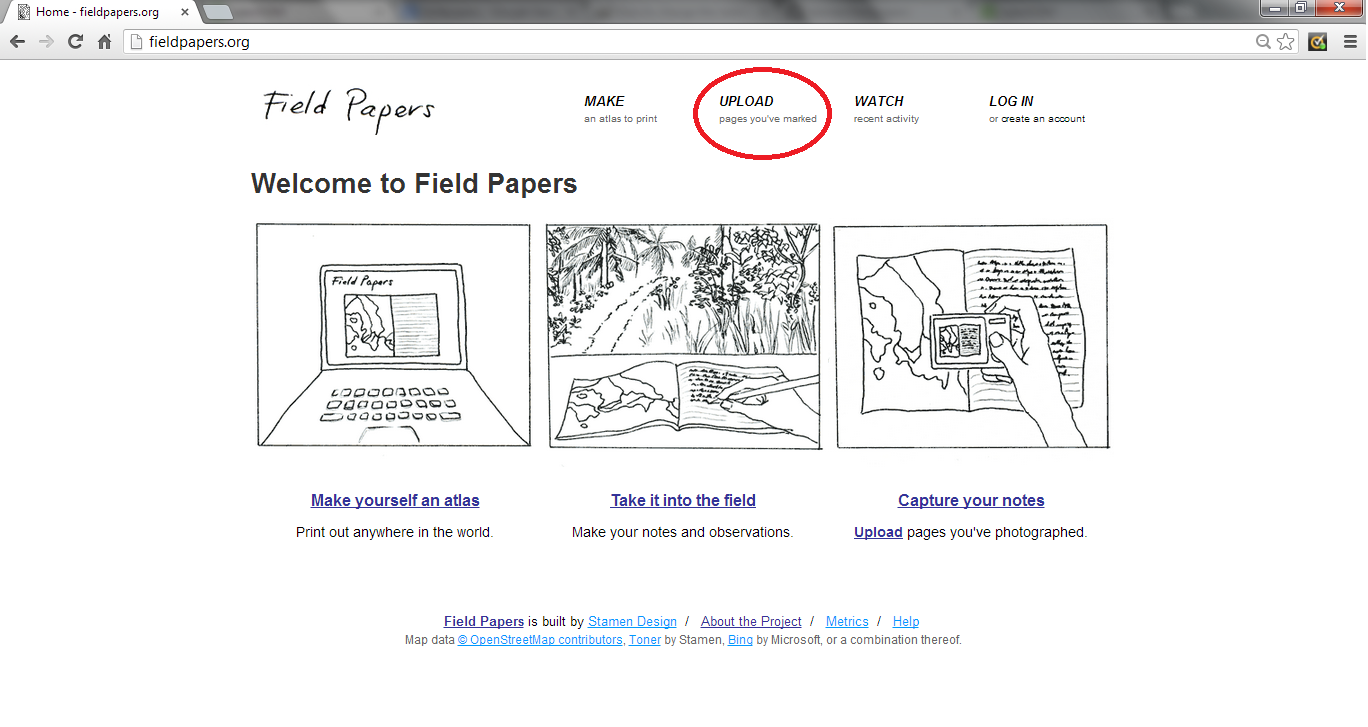 Home - fieldpapers.org
fieldpapers.org
Field Papers
MAKE
an atlas to print
UPLOAD
pages you've marked
WATCH
recent activity
LOG IN
or create an account
Welcome to Field Papers
Field Papers
Make yourself an atlas
Print out anywhere in the world.
Take it into the field
Make your notes and observations.
Capture your notes
Upload pages you've photographed.
Field Papers is built by Stamen Design / About the Project / Metrics / Help
Map data © OpenStreetMap contributors, Toner by Stamen, Bing by Microsoft, or a combination thereof.